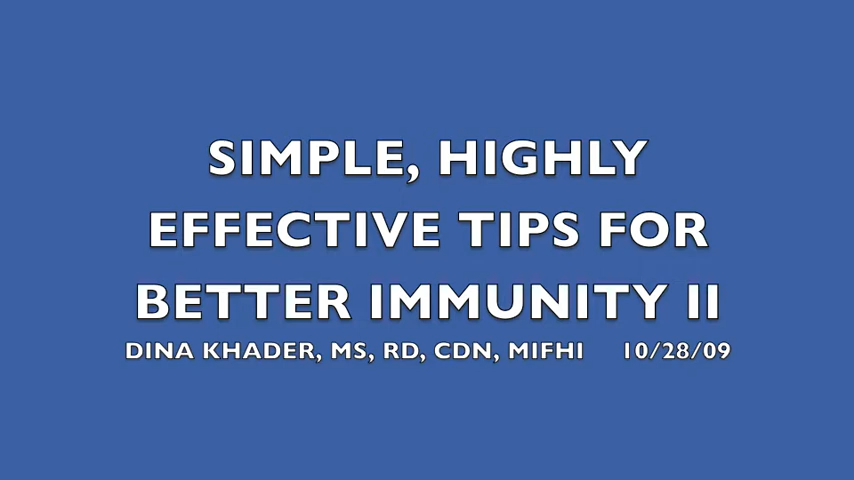 SIMPLE, HIGHLY
EFFECTIVE TIPS FOR
BETTER IMMUNITY II
DINA KHADER, MS, RD, CDN, MIFHI 10/28/09